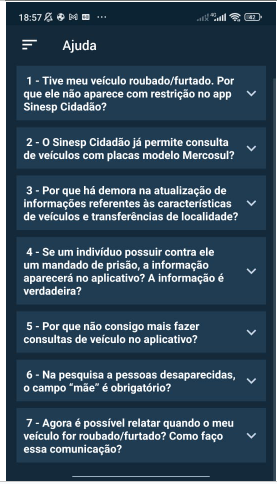 18:57
Ajuda
1 - Tive meu veículo roubado/furtado. Por
que ele não aparece com restrição no app
Sinesp Cidadão?
2 - O Sinesp Cidadão já permite consulta
de veículos com placas modelo Mercosul?
3 - Por que há demora na atualização de
informações referentes às características
de veículos e transferências de localidade?
4 - Se um indivíduo possuir contra ele
um mandado de prisão, a informação
aparecerá no aplicativo? A informação é
verdadeira?
5 - Por que não consigo mais fazer
consultas de veículo no aplicativo?
6 - Na pesquisa a pessoas desaparecidas,
o campo “mãe” é obrigatório?
7 - Agora é possível relatar quando o meu
veículo for roubado/furtado? Como faço
essa comunicação?